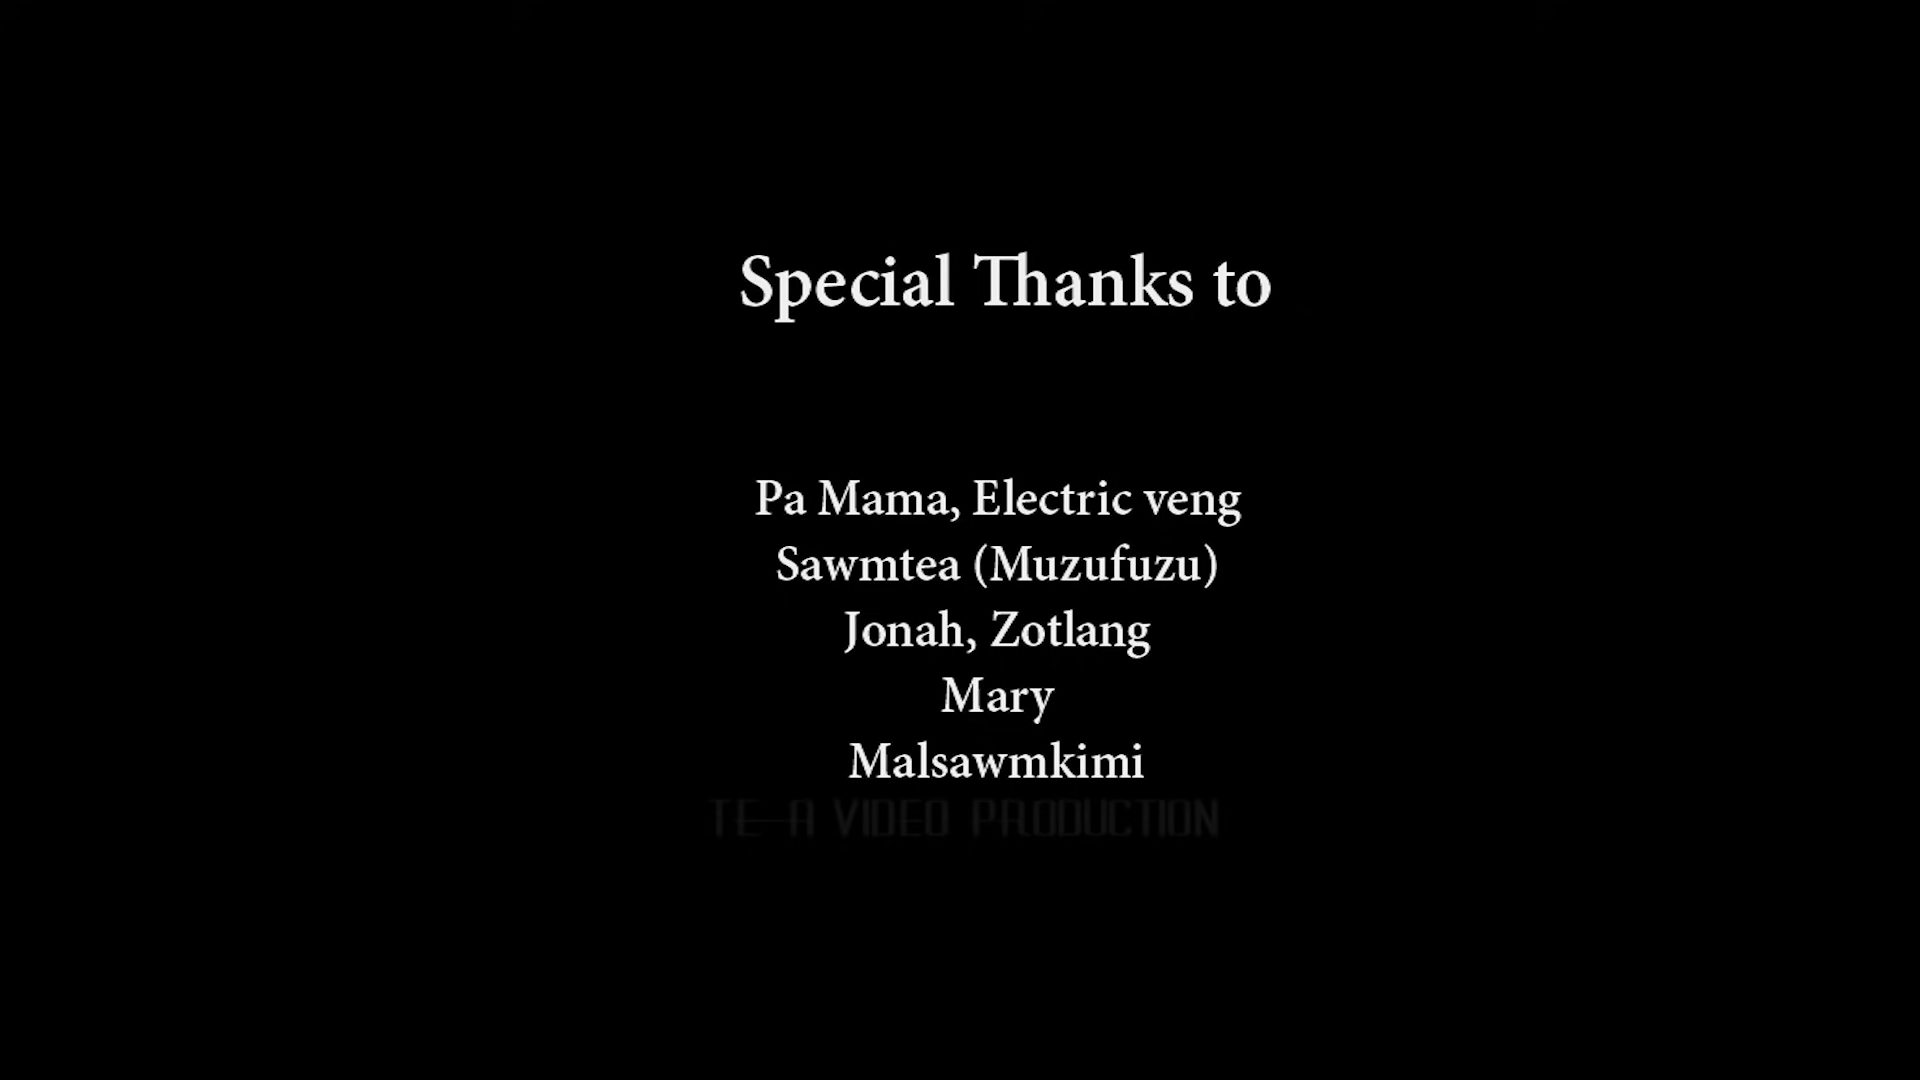 Special Thanks to
Pa Mama, Electric veng
Sawmtea (Muzufuzu)
Jonah, Zotlang
Mary
Malsawmkimi
TE-A VIDEO PRODUCTION